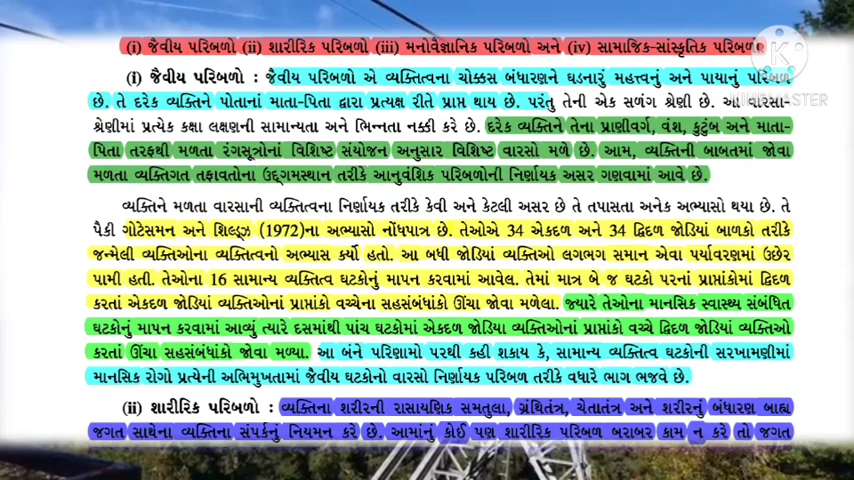 (i) જૈવીય પરિબળો (ii) શારીરિક પરિબળો (iii) મનોવૈજ્ઞાનિક પરિબળો અને (iv) સામાજિક-સાંસ્કૃતિક પરિબળો
(i) જૈવીય પરિબળો : જૈવીય પરિબળો એ વ્યક્તિત્વના ચોક્કસ બંધારણને ઘડનારું મહત્ત્વનું અને પાયાનું પરિબળ
છે. તે દરેક વ્યક્તિને પોતાનાં માતા-પિતા દ્વારા પ્રત્યક્ષ રીતે પ્રાપ્ત થાય છે. પરંતુ તેની એક સળંગ શ્રેણી છે. આ વારસા-
શ્રેણીમાં પ્રત્યેક કક્ષા લક્ષણની સામાન્યતા અને ભિન્નતા નક્કી કરે છે. દરેક વ્યક્તિને તેના પ્રાણીવર્ગ, વંશ, કુટુંબ અને માતા-
પિતા તરફથી મળતા રંગસૂત્રોનાં વિશિષ્ટ સંયોજન અનુસાર વિશિષ્ટ વારસો મળે છે. આમ, વ્યક્તિની બાબતમાં જોવા
મળતા વ્યક્તિગત તફાવતોના ઉદ્દગમસ્થાન તરીકે આનુવંશિક પરિબળોની નિર્ણાયક અસર ગણવામાં આવે છે.
વ્યક્તિને મળતા વારસાની વ્યક્તિત્વના નિર્ણાયક તરીકે કેવી અને કેટલી અસર છે તે તપાસતા અનેક અભ્યાસો થયા છે. તે
પૈકી ગોટેસમન અને શિલ્ડ્ઝ (1972)ના અભ્યાસો નોંધપાત્ર છે. તેઓએ 34 એકદળ અને 34 દ્વિદળ જોડિયાં બાળકો તરીકે
જન્મેલી વ્યક્તિઓના વ્યક્તિત્વનો અભ્યાસ કર્યો હતો. આ બધી જોડિયાં વ્યક્તિઓ લગભગ સમાન એવા પર્યાવરણમાં ઉછેર
પામી હતી. તેઓના 16 સામાન્ય વ્યક્તિત્વ ઘટકોનું માપન કરવામાં આવેલ. તેમાં માત્ર બે જ ઘટકો પરનાં પ્રાપ્તાંકોમાં દ્વિદળ
કરતાં એકદળ જોડિયાં વ્યક્તિઓનાં પ્રાપ્તાંકો વચ્ચેના સહસંબંધાંકો ઊંચા જોવા મળેલા. જ્યારે તેઓના માનસિક સ્વાસ્થ્ય સંબંધિત
ઘટકોનું માપન કરવામાં આવ્યું ત્યારે દસમાંથી પાંચ ઘટકોમાં એકદળ જોડિયા વ્યક્તિઓનાં પ્રાપ્તાંકો વચ્ચે દ્વિદળ જોડિયાં વ્યક્તિઓ
કરતાં ઊંચા સહસંબંધાંકો જોવા મળ્યા. આ બંને પરિણામો પરથી કહી શકાય કે, સામાન્ય વ્યક્તિત્વ ઘટકોની સરખામણીમાં
માનસિક રોગો પ્રત્યેની અભિમુખતામાં જૈવીય ઘટકોનો વારસો નિર્ણાયક પરિબળ તરીકે વધારે ભાગ ભજવે છે.
(ii) શારીરિક પરિબળો : વ્યક્તિના શરીરની રાસાયણિક સમતુલા, ગ્રંથિતંત્ર, ચેતાતંત્ર અને શરીરનું બંધારણ બાહ્ય
જગત સાથેના વ્યક્તિના સંપર્કનું નિયમન કરે છે. આમાંનું કોઈ પણ શારીરિક પરિબળ બરાબર કામ ન કરે તો જગત
KINEMASTER